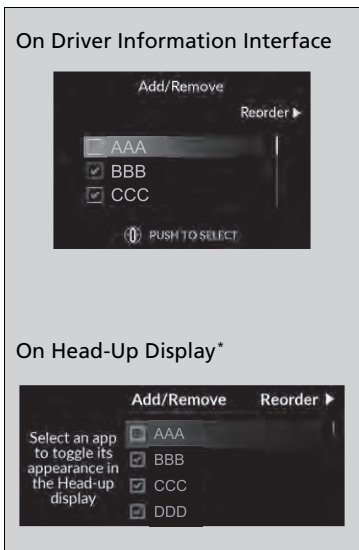 On Driver Information Interface
Add/Remove
Reorder ▶
AAA
BBB
CCC
PUSH TO SELECT
On Head-Up Display*
Add/Remove Reorder ▶
Select an app
to toggle its
appearance in
the Head-up
display
AAA
BBB
CCC
DDD